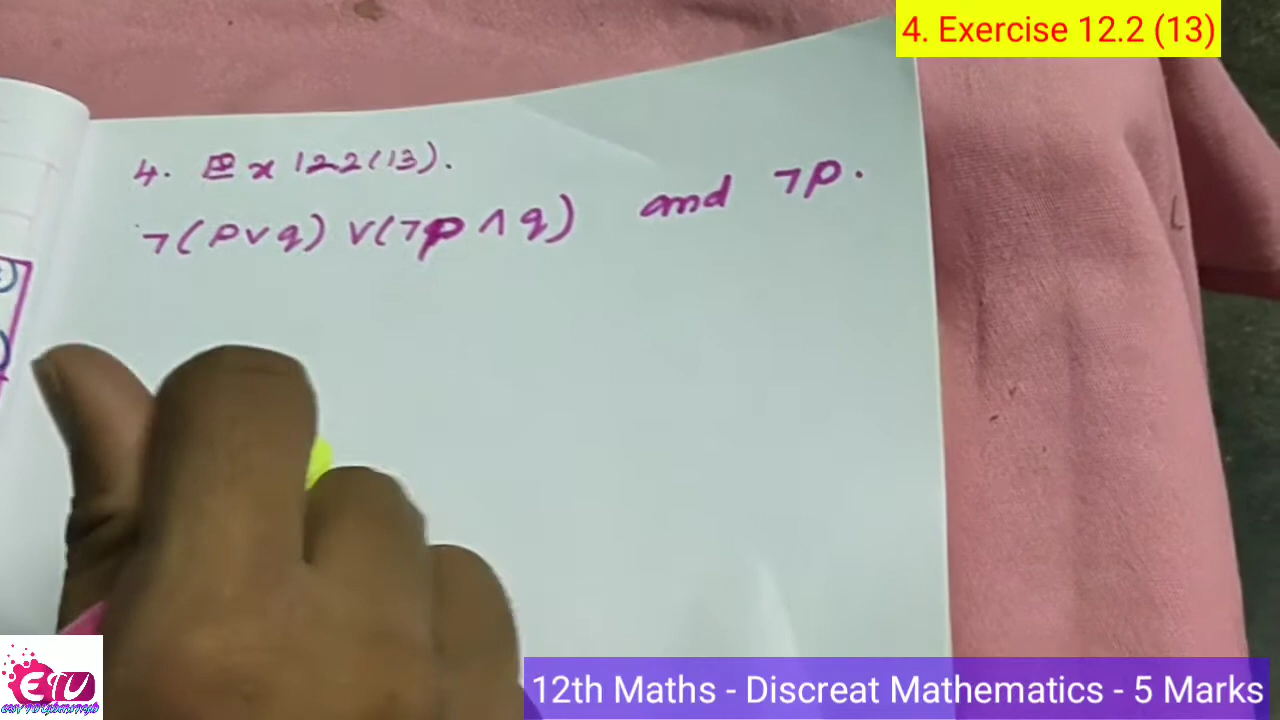 4. Exercise 12.2 (13)
4. Ex 12.2(13).
¬(p∨q) ∨(¬p∧q) and ¬p.
12th Maths - Discreat Mathematics - 5 Marks